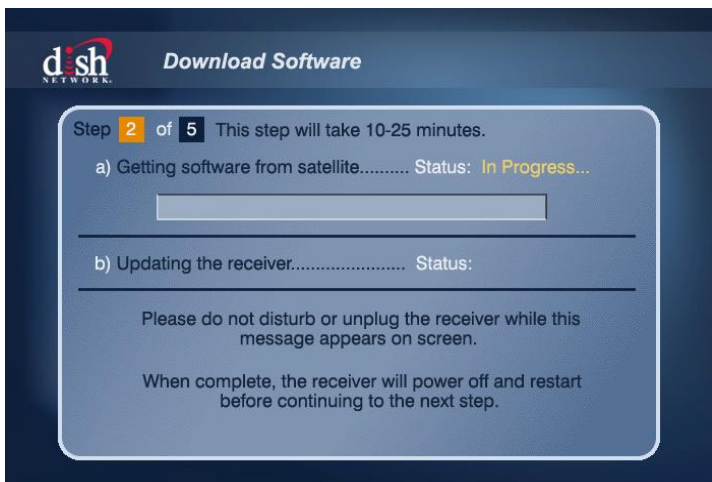 dish
NETWORK.
Download Software
Step 2 of 5 This step will take 10-25 minutes.
a) Getting software from satellite.......... Status: In Progress...
b) Updating the receiver...................... Status:
Please do not disturb or unplug the receiver while this
message appears on screen.
When complete, the receiver will power off and restart
before continuing to the next step.